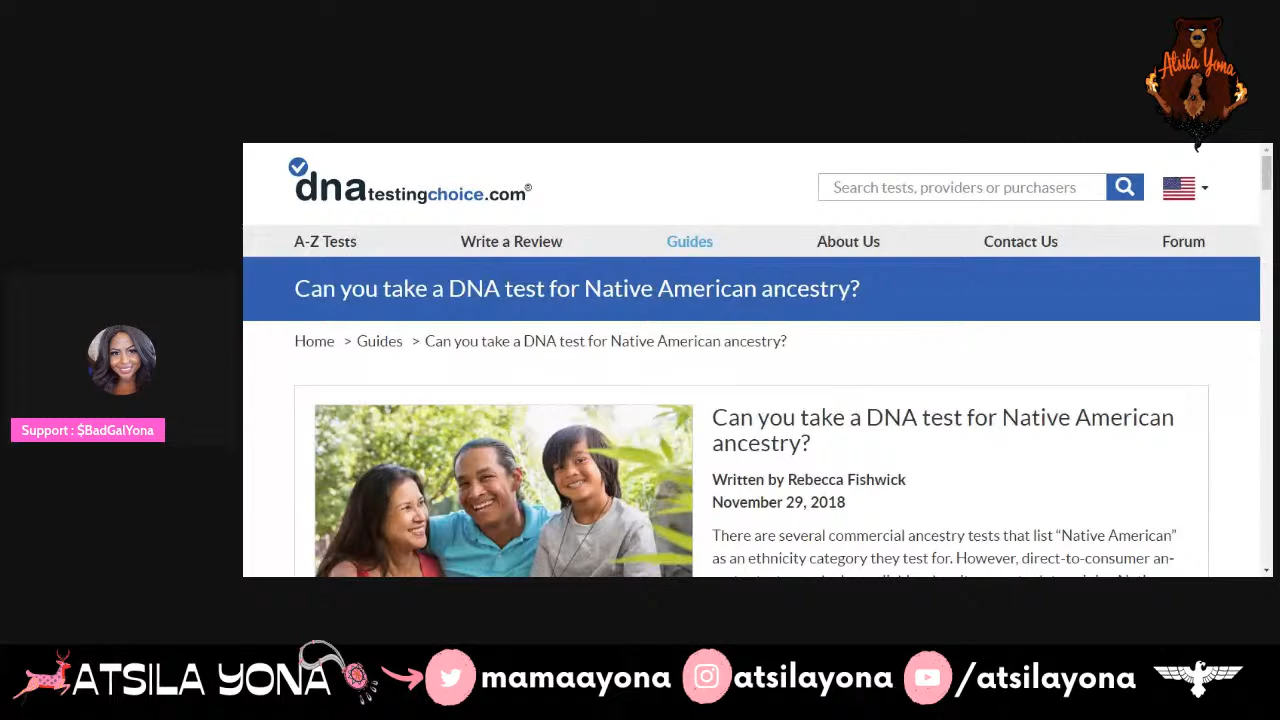 Atsila Yona
dnatestingchoice.com®
Search tests, providers or purchasers
A-Z Tests Write a Review Guides About Us Contact Us Forum
Can you take a DNA test for Native American ancestry?
Home > Guides > Can you take a DNA test for Native American ancestry?
Can you take a DNA test for Native American
ancestry?
Written by Rebecca Fishwick
November 29, 2018
There are several commercial ancestry tests that list “Native American”
as an ethnicity category they test for. However, direct-to-consumer an-
Support : $BadGalYona
ATSILA YONA mamaayona atsilayona /atsilayona